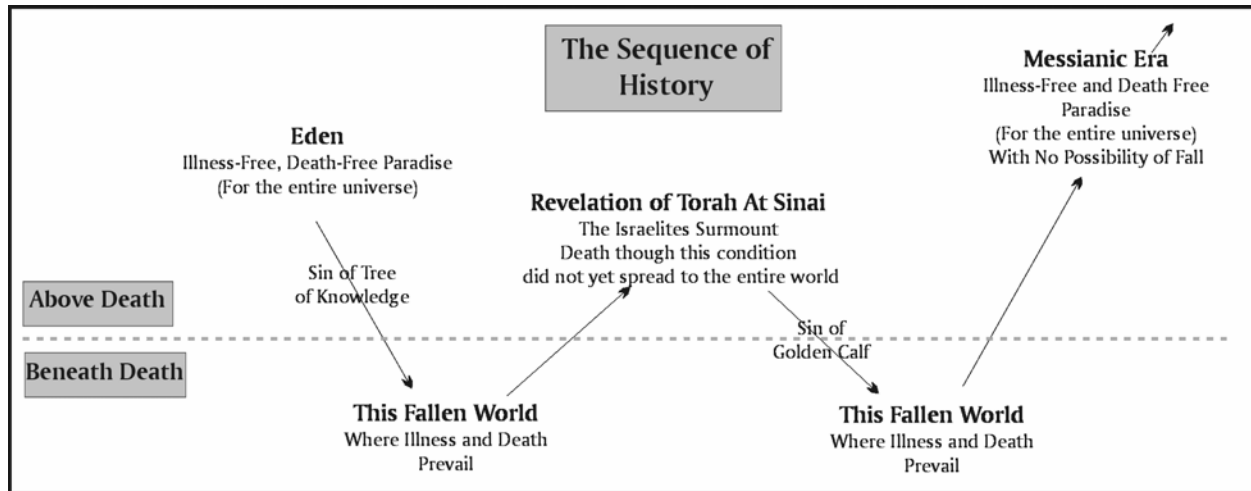 The Sequence of
History
Eden
Illness-Free, Death-Free Paradise
(For the entire universe)
Sin of Tree
of Knowledge
Above Death
Beneath Death
This Fallen World
Where Illness and Death
Prevail
Revelation of Torah At Sinai
The Israelites Surmount
Death though this condition
did not yet spread to the entire world
Sin of
Golden Calf
This Fallen World
Where Illness and Death
Prevail
Messianic Era
Illness-Free and Death Free
Paradise
(For the entire universe)
With No Possibility of Fall